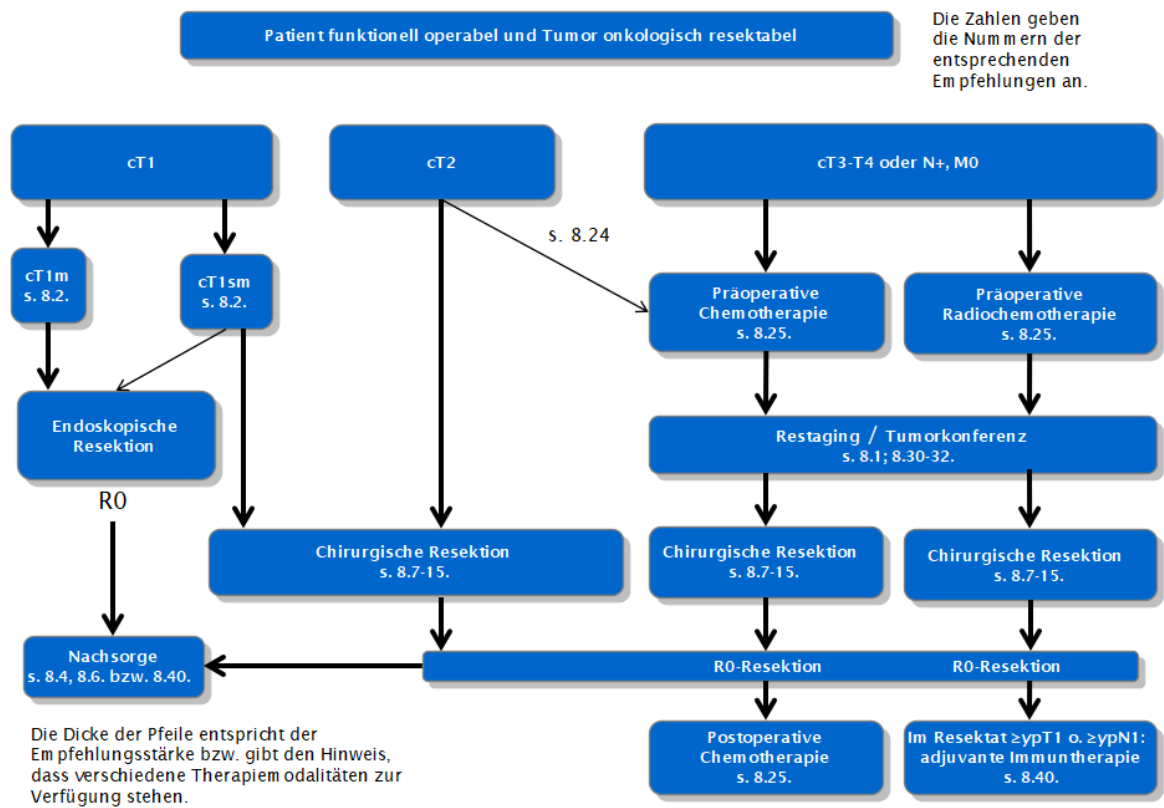 Patient funktionell operabel und Tumor onkologisch resektabel
Die Zahlen geben
die Nummern der
entsprechenden
Empfehlungen an.
cT1
cT2
cT3-T4 oder N+, M0
s. 8.24
cT1m
s. 8.2.
cT1sm
s. 8.2.
Präoperative
Chemotherapie
s. 8.25.
Präoperative
Radiochemotherapie
s. 8.25.
Endoskopische
Resektion
Restaging / Tumorkonferenz
s. 8.1; 8.30-32.
R0
Chirurgische Resektion
s. 8.7-15.
Chirurgische Resektion
s. 8.7-15.
Chirurgische Resektion
s. 8.7-15.
Nachsorge
s. 8.4, 8.6. bzw. 8.40.
R0-Resektion
R0-Resektion
Die Dicke der Pfeile entspricht der
Empfehlungsstärke bzw. gibt den Hinweis,
dass verschiedene Therapiemodalitäten zur
Verfügung stehen.
Postoperative
Chemotherapie
s. 8.25.
Im Resektat ≥ypT1 o. ≥ypN1:
adjuvante Immuntherapie
s. 8.40.